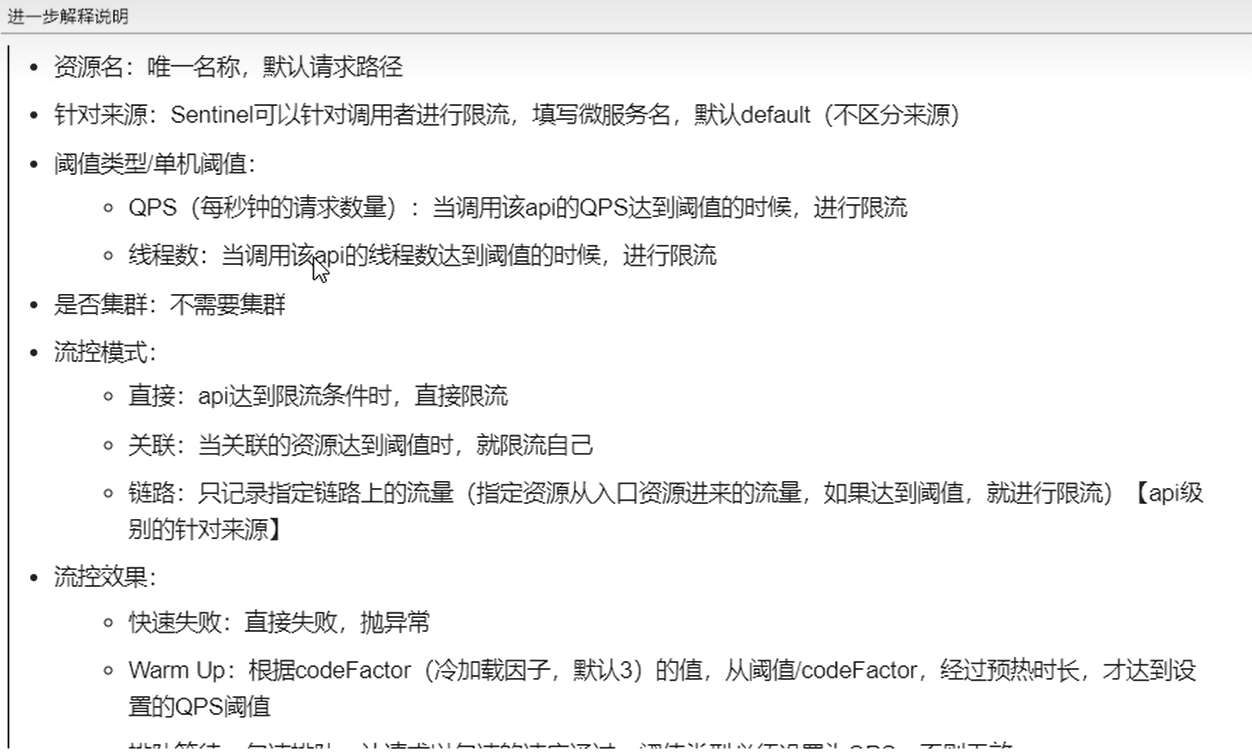 进一步解释说明
资源名：唯一名称，默认请求路径
针对来源：Sentinel可以针对调用者进行限流，填写微服务名，默认default（不区分来源）
阈值类型/单机阈值：
QPS（每秒钟的请求数量）：当调用该api的QPS达到阈值的时候，进行限流
线程数：当调用该api的线程数达到阈值的时候，进行限流
是否集群：不需要集群
流控模式：
直接：api达到限流条件时，直接限流
关联：当关联的资源达到阈值时，就限流自己
链路：只记录指定链路上的流量（指定资源从入口资源进来的流量，如果达到阈值，就进行限流）【api级
别的针对来源】
流控效果：
快速失败：直接失败，抛异常
Warm Up：根据codeFactor（冷加载因子，默认3）的值，从阈值/codeFactor，经过预热时长，才达到设
置的QPS阈值